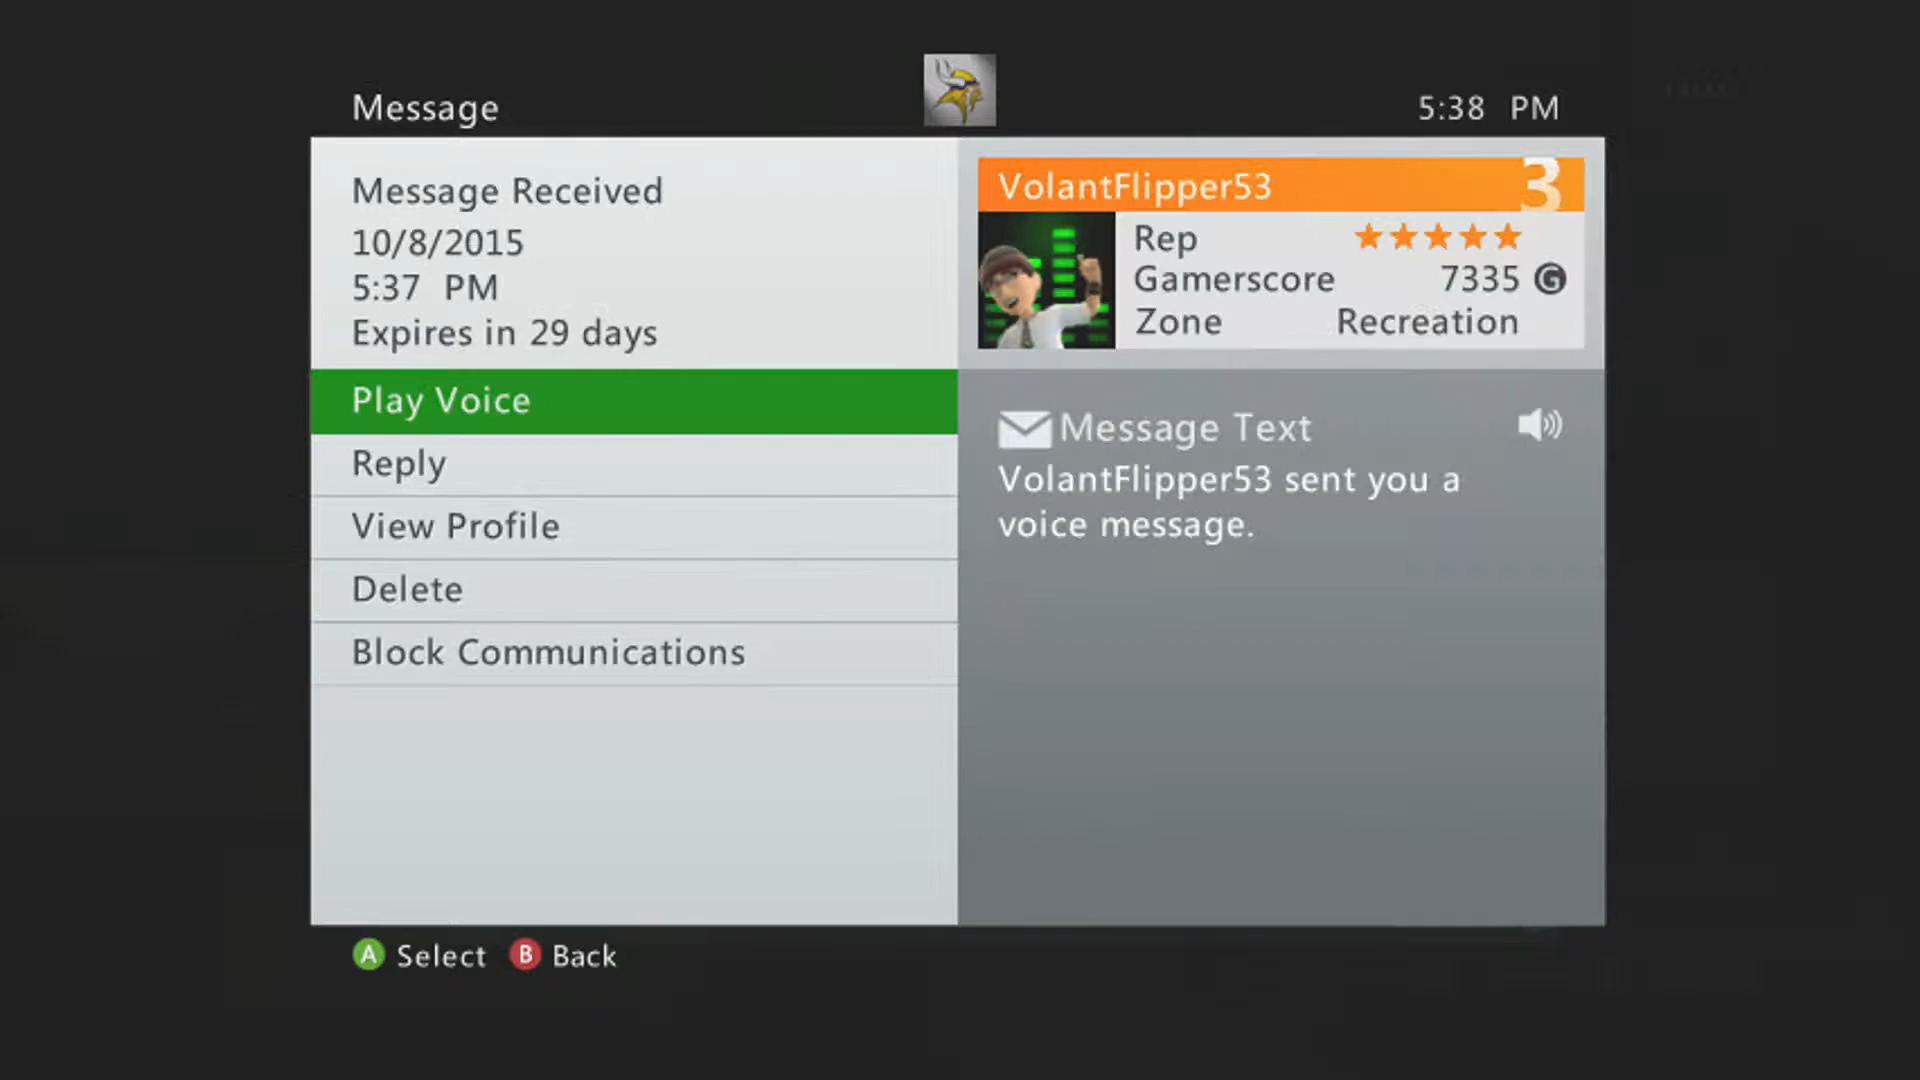 Message
5:38 PM
Message Received
10/8/2015
5:37 PM
Expires in 29 days
Play Voice
Reply
View Profile
Delete
Block Communications
VolantFlipper53 3
Rep
Gamerscore 7335 G
Zone Recreation
Message Text
VolantFlipper53 sent you a
voice message.
A Select B Back